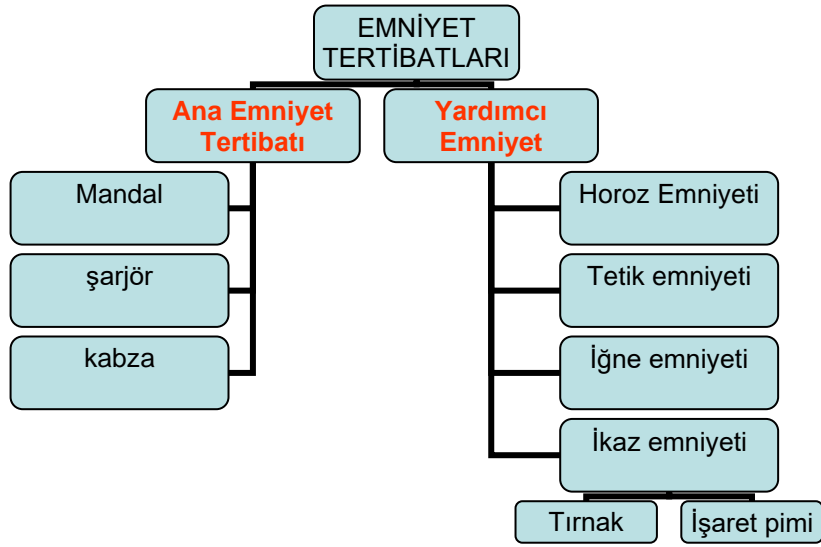 EMNİYET
TERTİBATLARI
Ana Emniyet
Tertibatı
Yardımcı
Emniyet
Mandal
şarjör
kabza
Horoz Emniyeti
Tetik emniyeti
İğne emniyeti
İkaz emniyeti
Tırnak
İşaret pimi